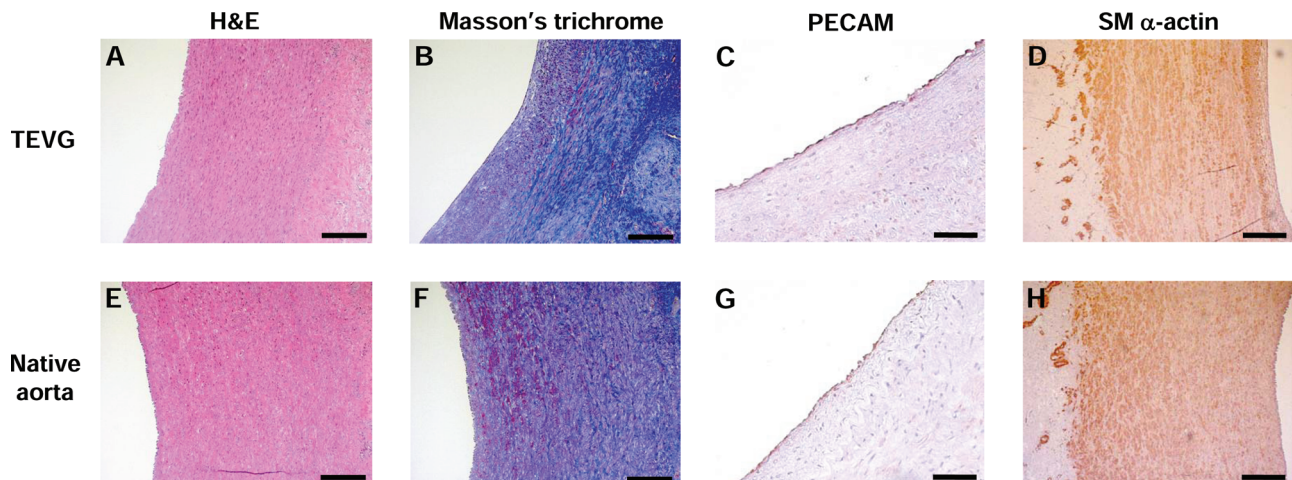 H&E
Masson's trichrome
PECAM
SM α-actin
A
B
C
D
TEVG
E
F
G
H
Native
aorta